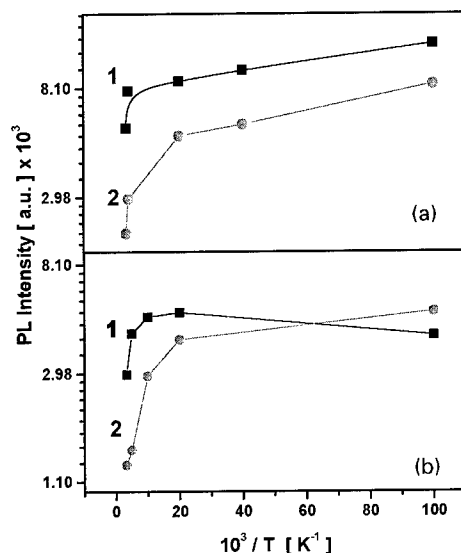 PL Intensity [ a.u. ] x 10³
8.10
2.98
1
2
(a)
8.10
2.98
1.10
1
2
(b)
0 20 40 60 80 100
10³ / T [ K⁻¹ ]